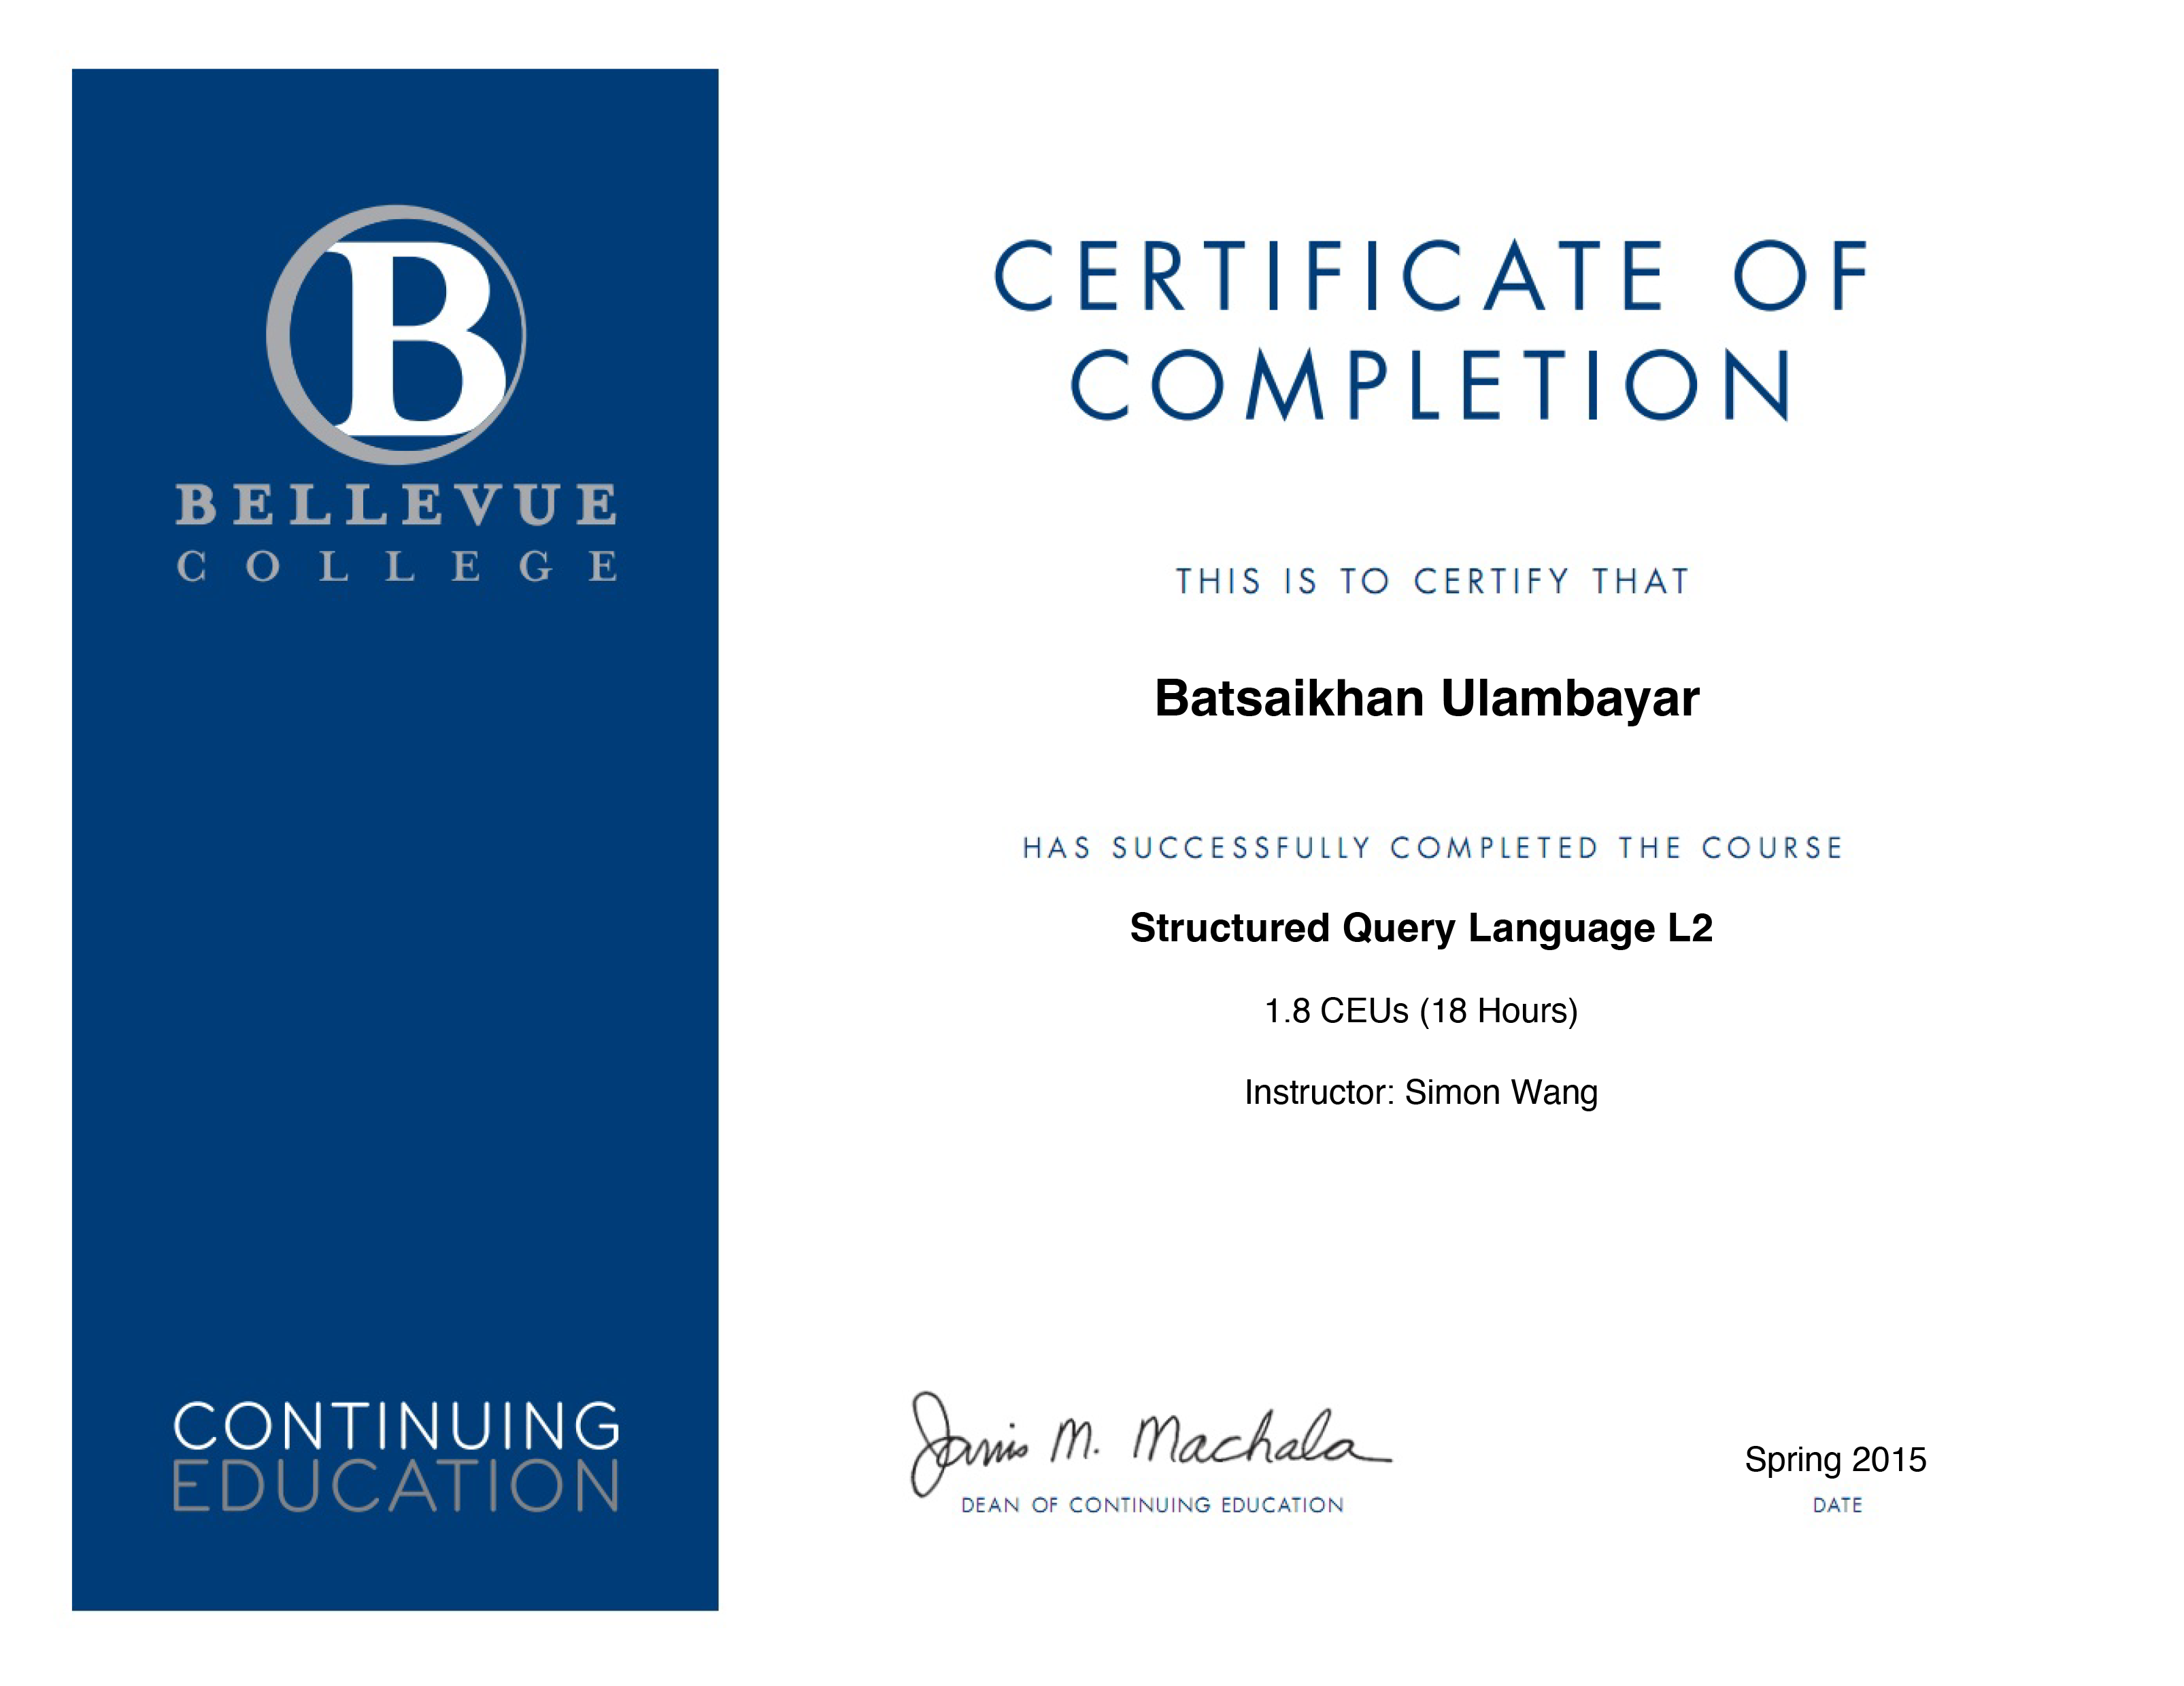 B
BELLEVUE
COLLEGE
CONTINUING
EDUCATION
CERTIFICATE OF
COMPLETION
THIS IS TO CERTIFY THAT
Batsaikhan Ulambayar
HAS SUCCESSFULLY COMPLETED THE COURSE
Structured Query Language L2
1.8 CEUs (18 Hours)
Instructor: Simon Wang
Janis M. Machala
DEAN OF CONTINUING EDUCATION
Spring 2015
DATE